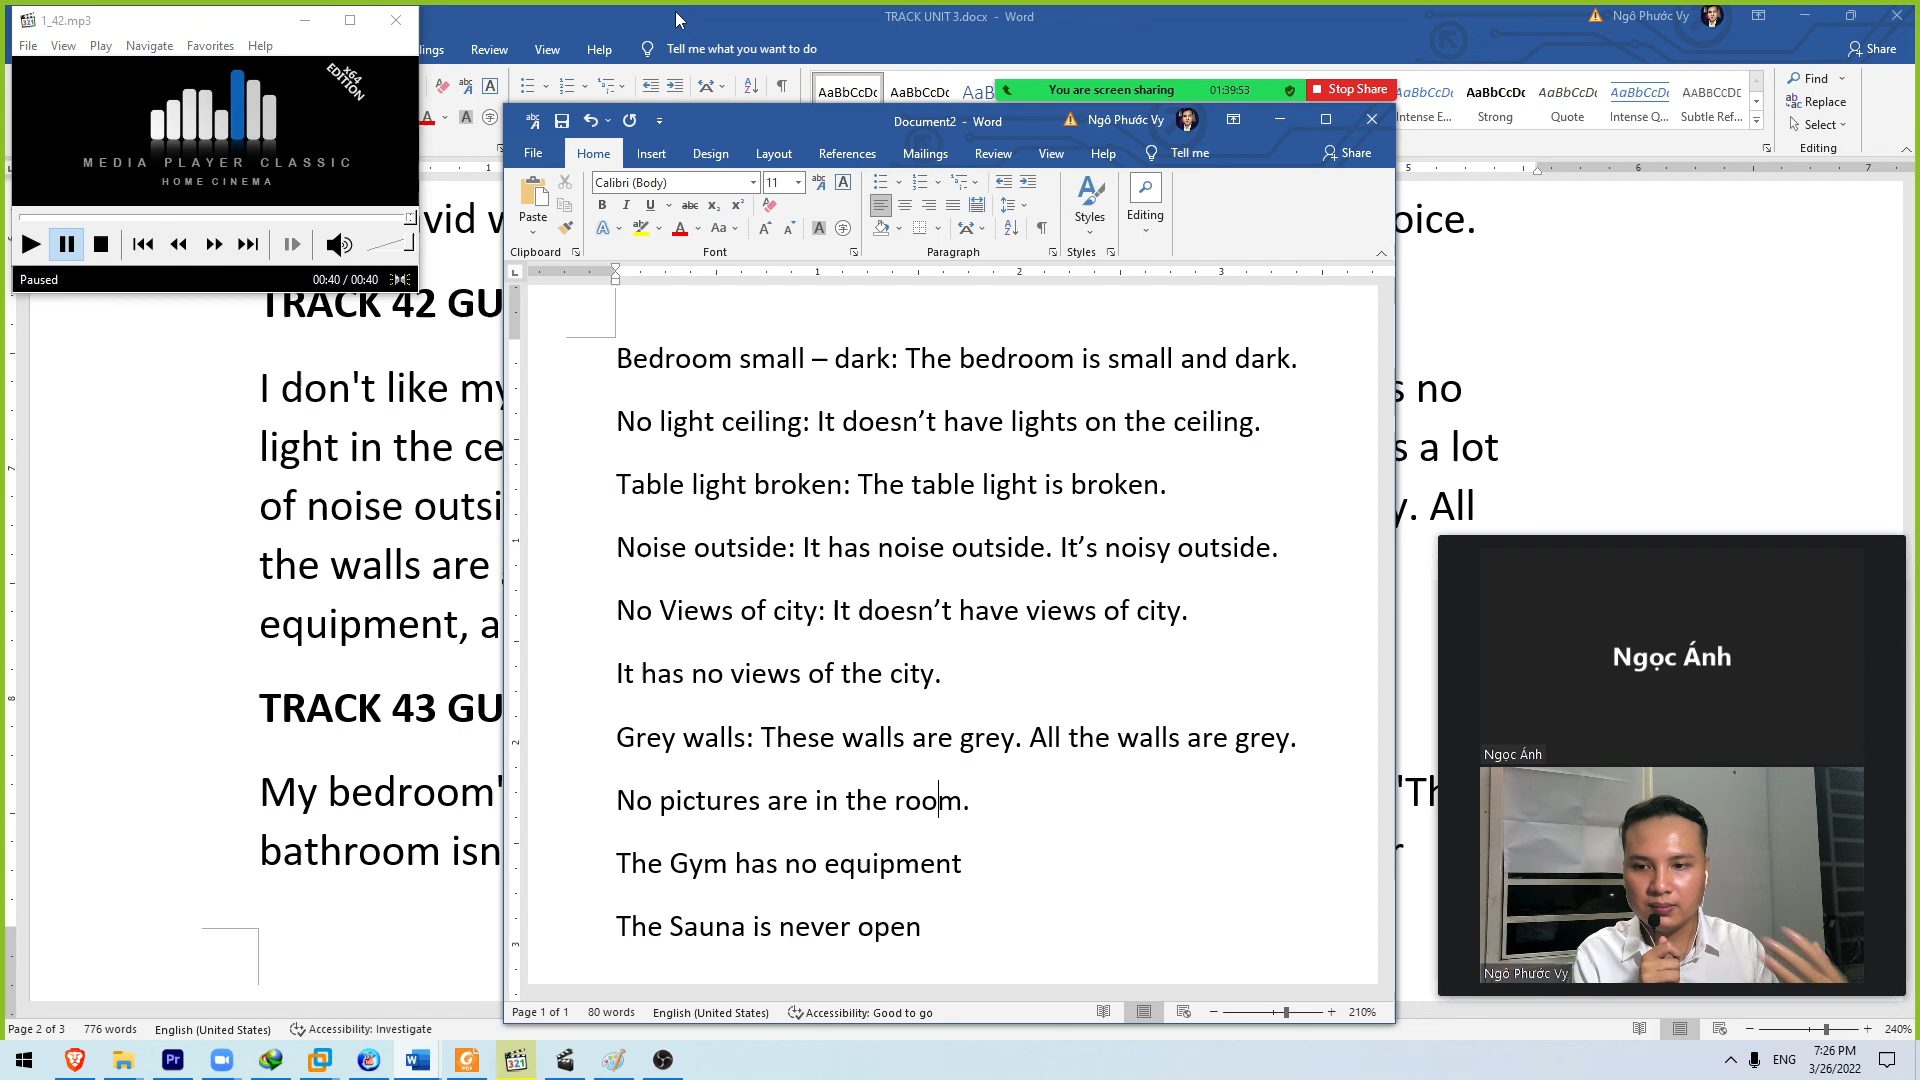 1_42.mp3
File View Play Navigate Favorites Help
x64 EDITION
MEDIA PLAYER CLASSIC
HOME CINEMA
Paused 00:40 / 00:40
TRACK UNIT 3.docx - Word
Ngô Phước Vy
Review View Help Tell me what you want to do
Share
AaBbCcDc AaBbCcDc
Intense E... Strong Quote Intense Q... Subtle Ref...
Find
Replace
Select
Editing
You are screen sharing 01:39:53 Stop Share
Document2 - Word
Ngô Phước Vy
File Home Insert Design Layout References Mailings Review View Help Tell me Share
Calibri (Body) 11
Paste
Styles
Editing
Clipboard Font Paragraph Styles
Bedroom small – dark: The bedroom is small and dark.
No light ceiling: It doesn’t have lights on the ceiling.
Table light broken: The table light is broken.
Noise outside: It has noise outside. It’s noisy outside.
No Views of city: It doesn’t have views of city.
It has no views of the city.
Grey walls: These walls are grey. All the walls are grey.
No pictures are in the room.
The Gym has no equipment
The Sauna is never open
Page 1 of 1 80 words English (United States) Accessibility: Good to go 210%
vid w oice.
TRACK 42 GU
I don't like my s no
light in the ce s a lot
of noise outsi y. All
the walls are
equipment, a
TRACK 43 GU
My bedroom' 'Th
bathroom isn r
Ngọc Ánh
Ngọc Ánh
Ngô Phước Vy
Page 2 of 3 776 words English (United States) Accessibility: Investigate 240%
ENG 7:26 PM
3/26/2022